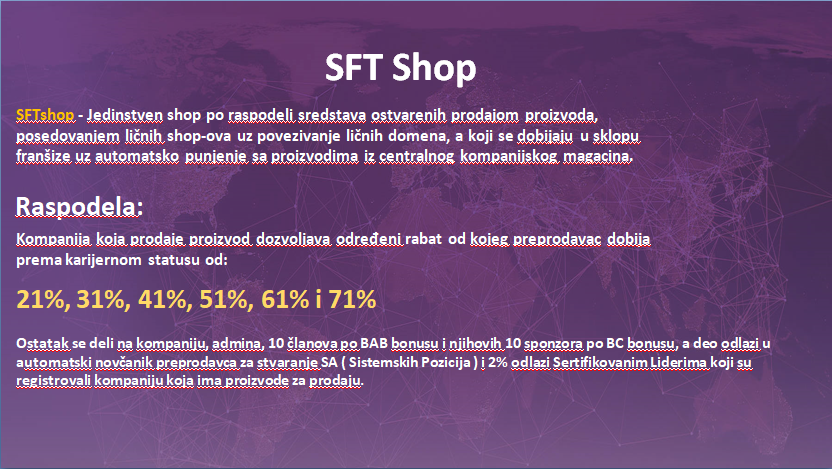 SFT Shop
SFTshop - Jedinstven shop po raspodeli sredstava ostvarenih prodajom proizvoda,
posedovanjem ličnih shop-ova uz povezivanje ličnih domena, a koji se dobijaju u sklopu
franšize uz automatsko punjenje sa proizvodima iz centralnog kompanijskog magacina.
Raspodela:
Kompanija koja prodaje proizvod dozvoljava određeni rabat od kojeg preprodavac dobija
prema karijernom statusu od:
21%, 31%, 41%, 51%, 61% i 71%
Ostatak se deli na kompaniju, admina, 10 članova po BAB bonusu i njihovih 10 sponzora po BC bonusu, a deo odlazi u
automatski novčanik preprodavca za stvaranje SA ( Sistemskih Pozicija ) i 2% odlazi Sertifikovanim Liderima koji su
registrovali kompaniju koja ima proizvode za prodaju.